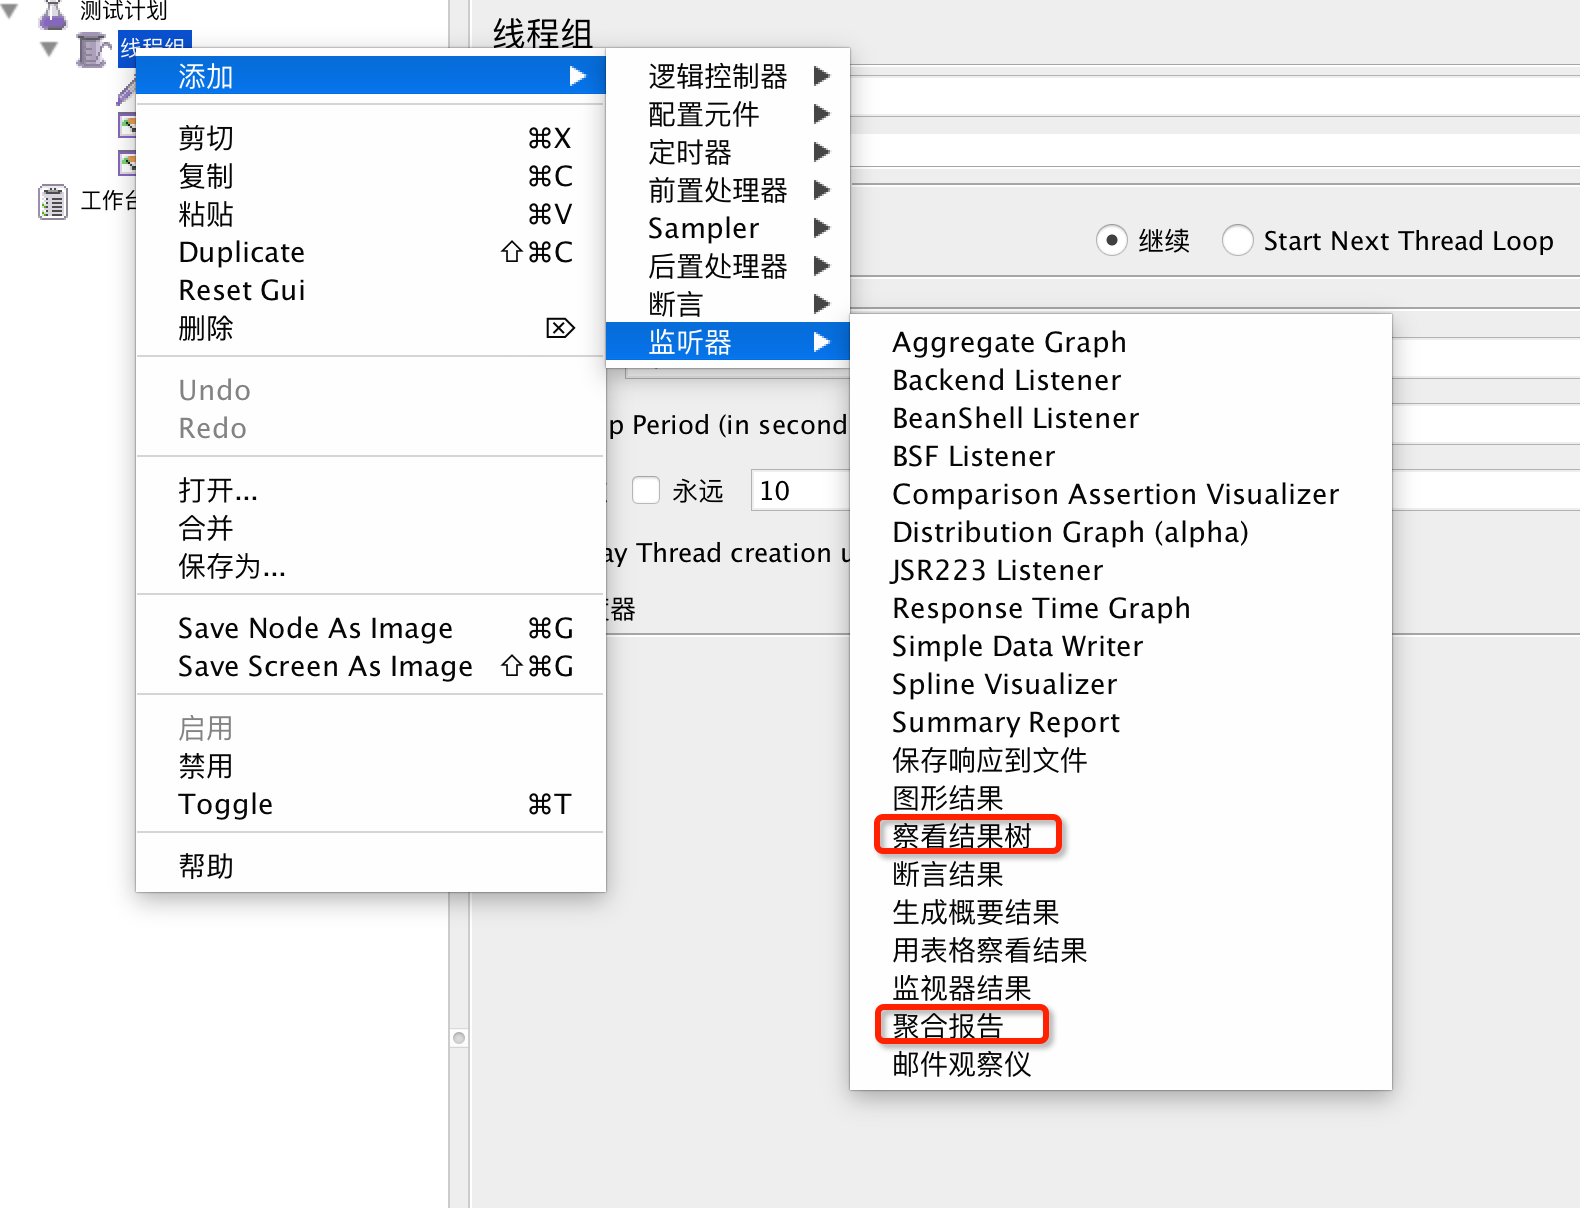 测试计划
线程组
工作台
线程组
添加
剪切 ⌘X
复制 ⌘C
粘贴 ⌘V
Duplicate ⇧⌘C
Reset Gui
删除 ⌦
Undo
Redo
打开...
合并
保存为...
Save Node As Image ⌘G
Save Screen As Image ⇧⌘G
启用
禁用
Toggle ⌘T
帮助
逻辑控制器
配置元件
定时器
前置处理器
Sampler
后置处理器
断言
监听器
继续 Start Next Thread Loop
p Period (in second
永远 10
ay Thread creation u
器
Aggregate Graph
Backend Listener
BeanShell Listener
BSF Listener
Comparison Assertion Visualizer
Distribution Graph (alpha)
JSR223 Listener
Response Time Graph
Simple Data Writer
Spline Visualizer
Summary Report
保存响应到文件
图形结果
察看结果树
断言结果
生成概要结果
用表格察看结果
监视器结果
聚合报告
邮件观察仪